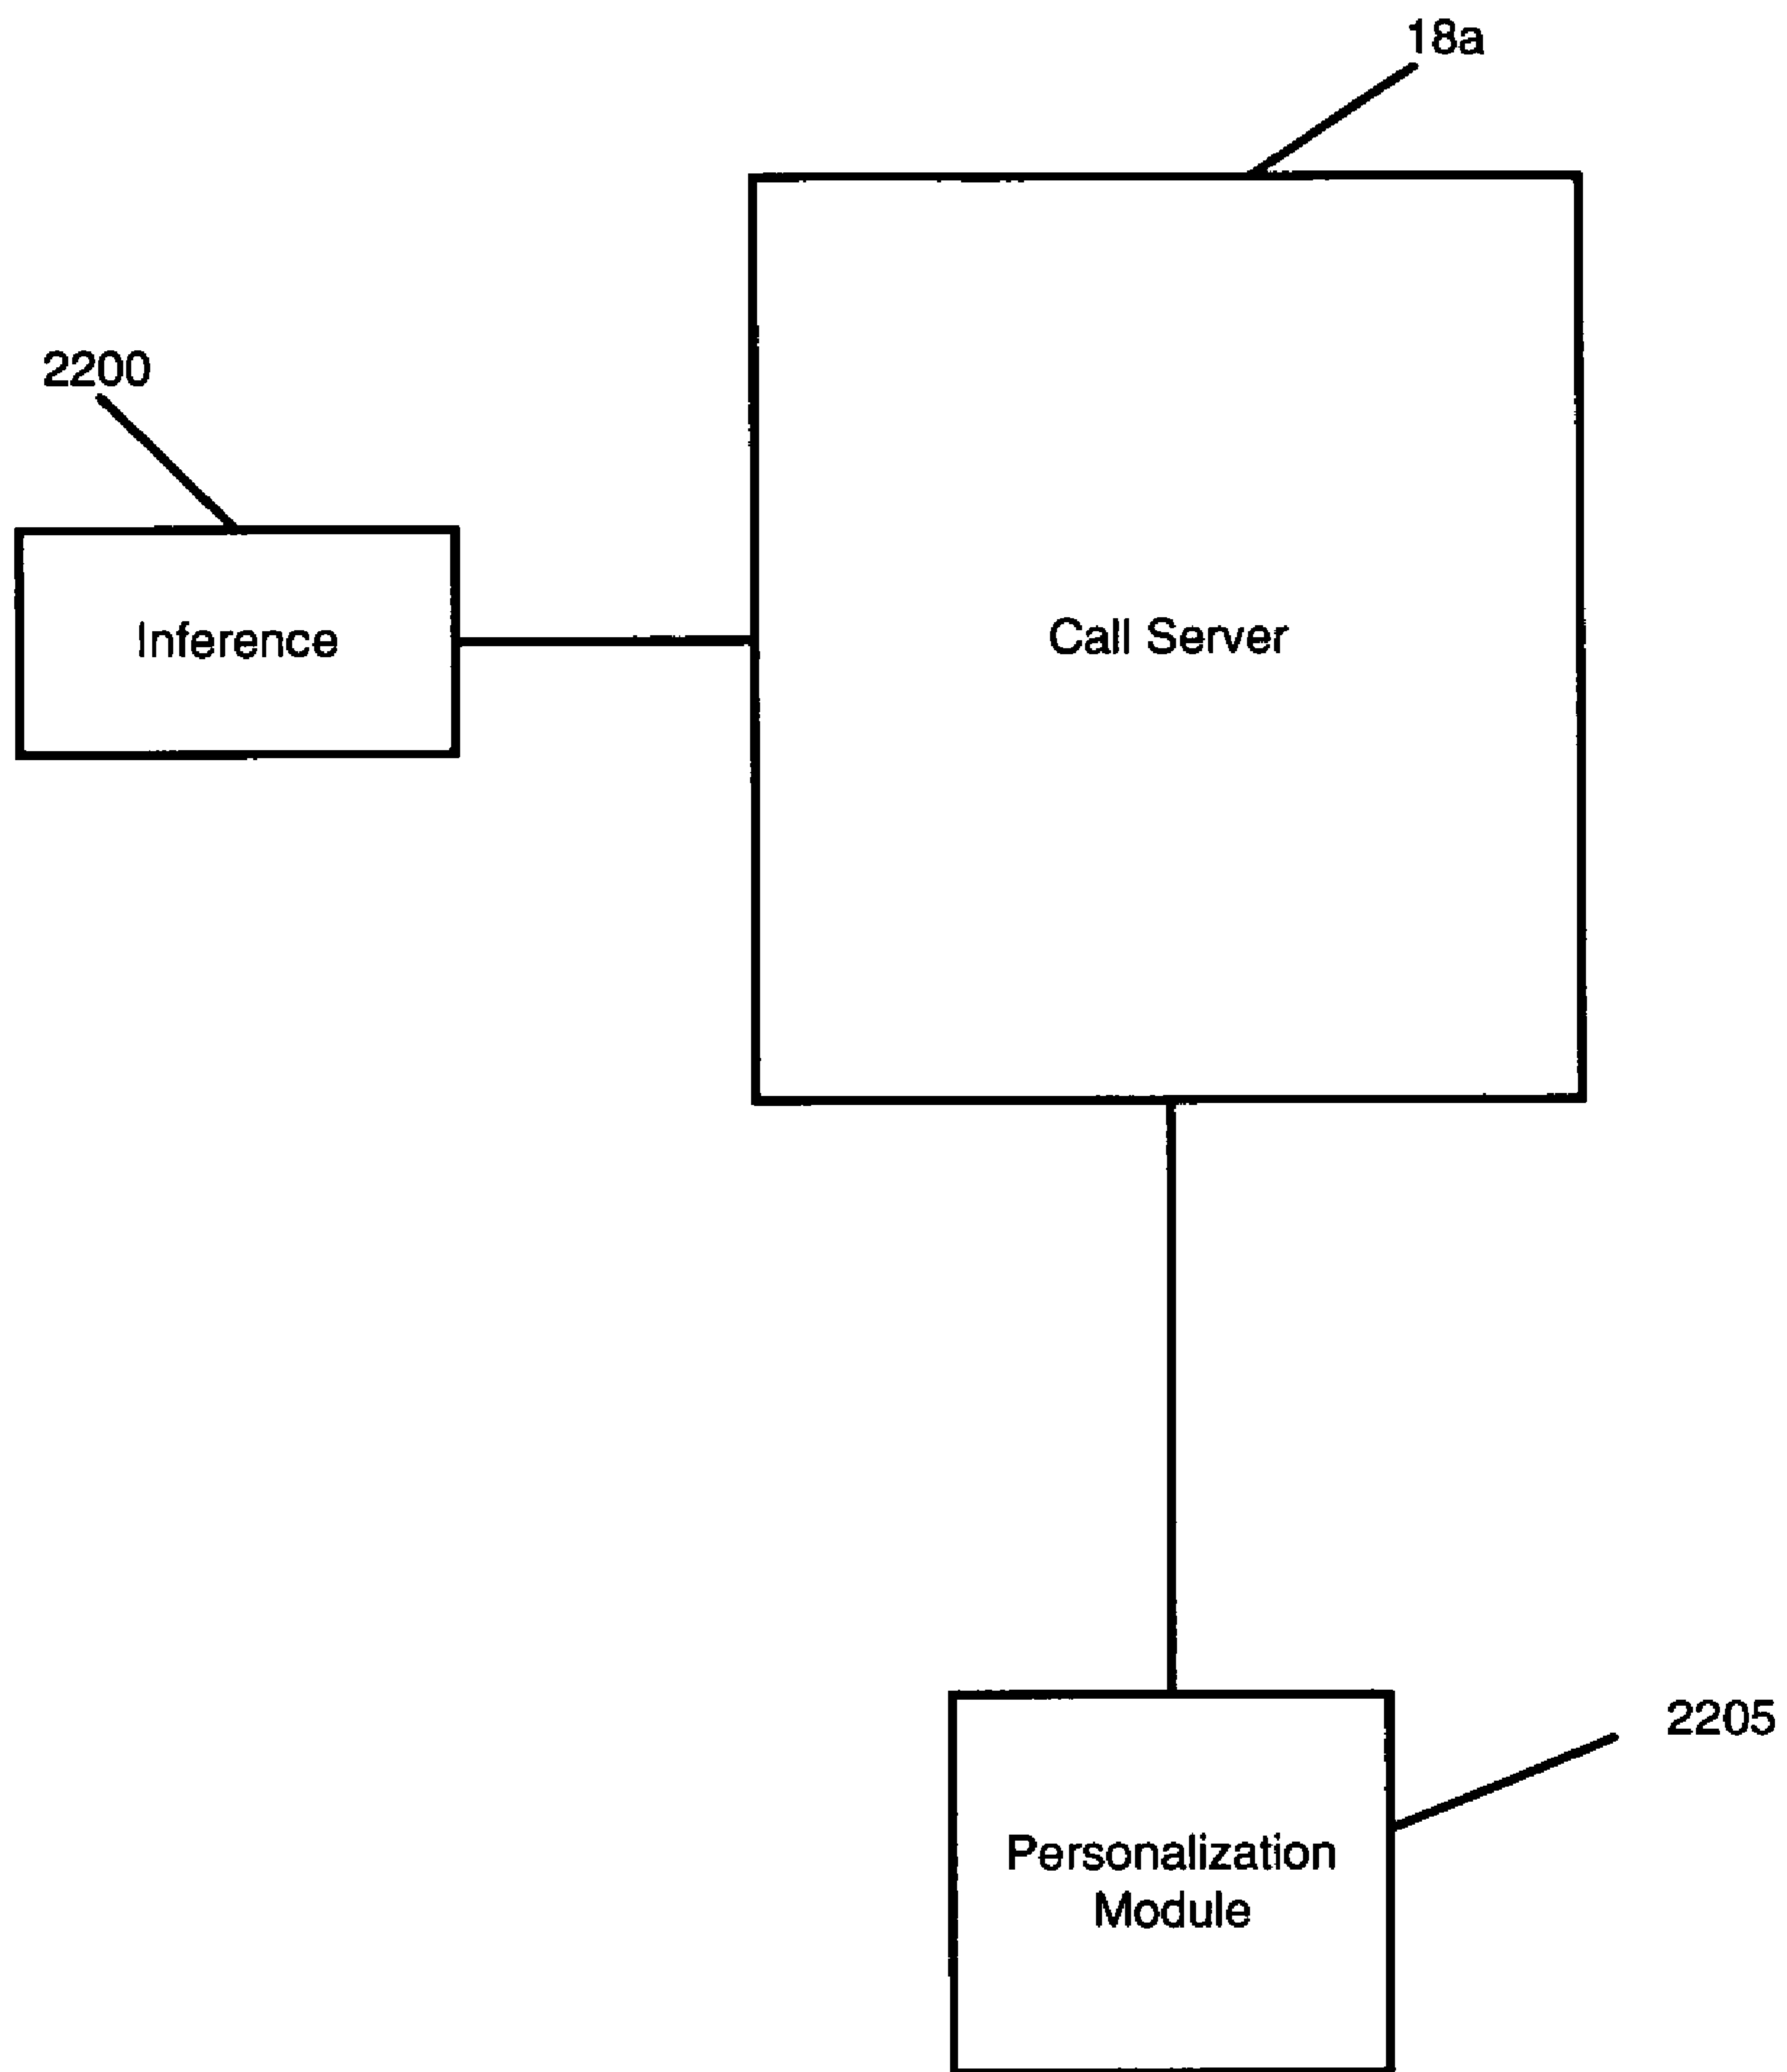 18a
2200
Inference
Call Server
2205
Personalization
Module